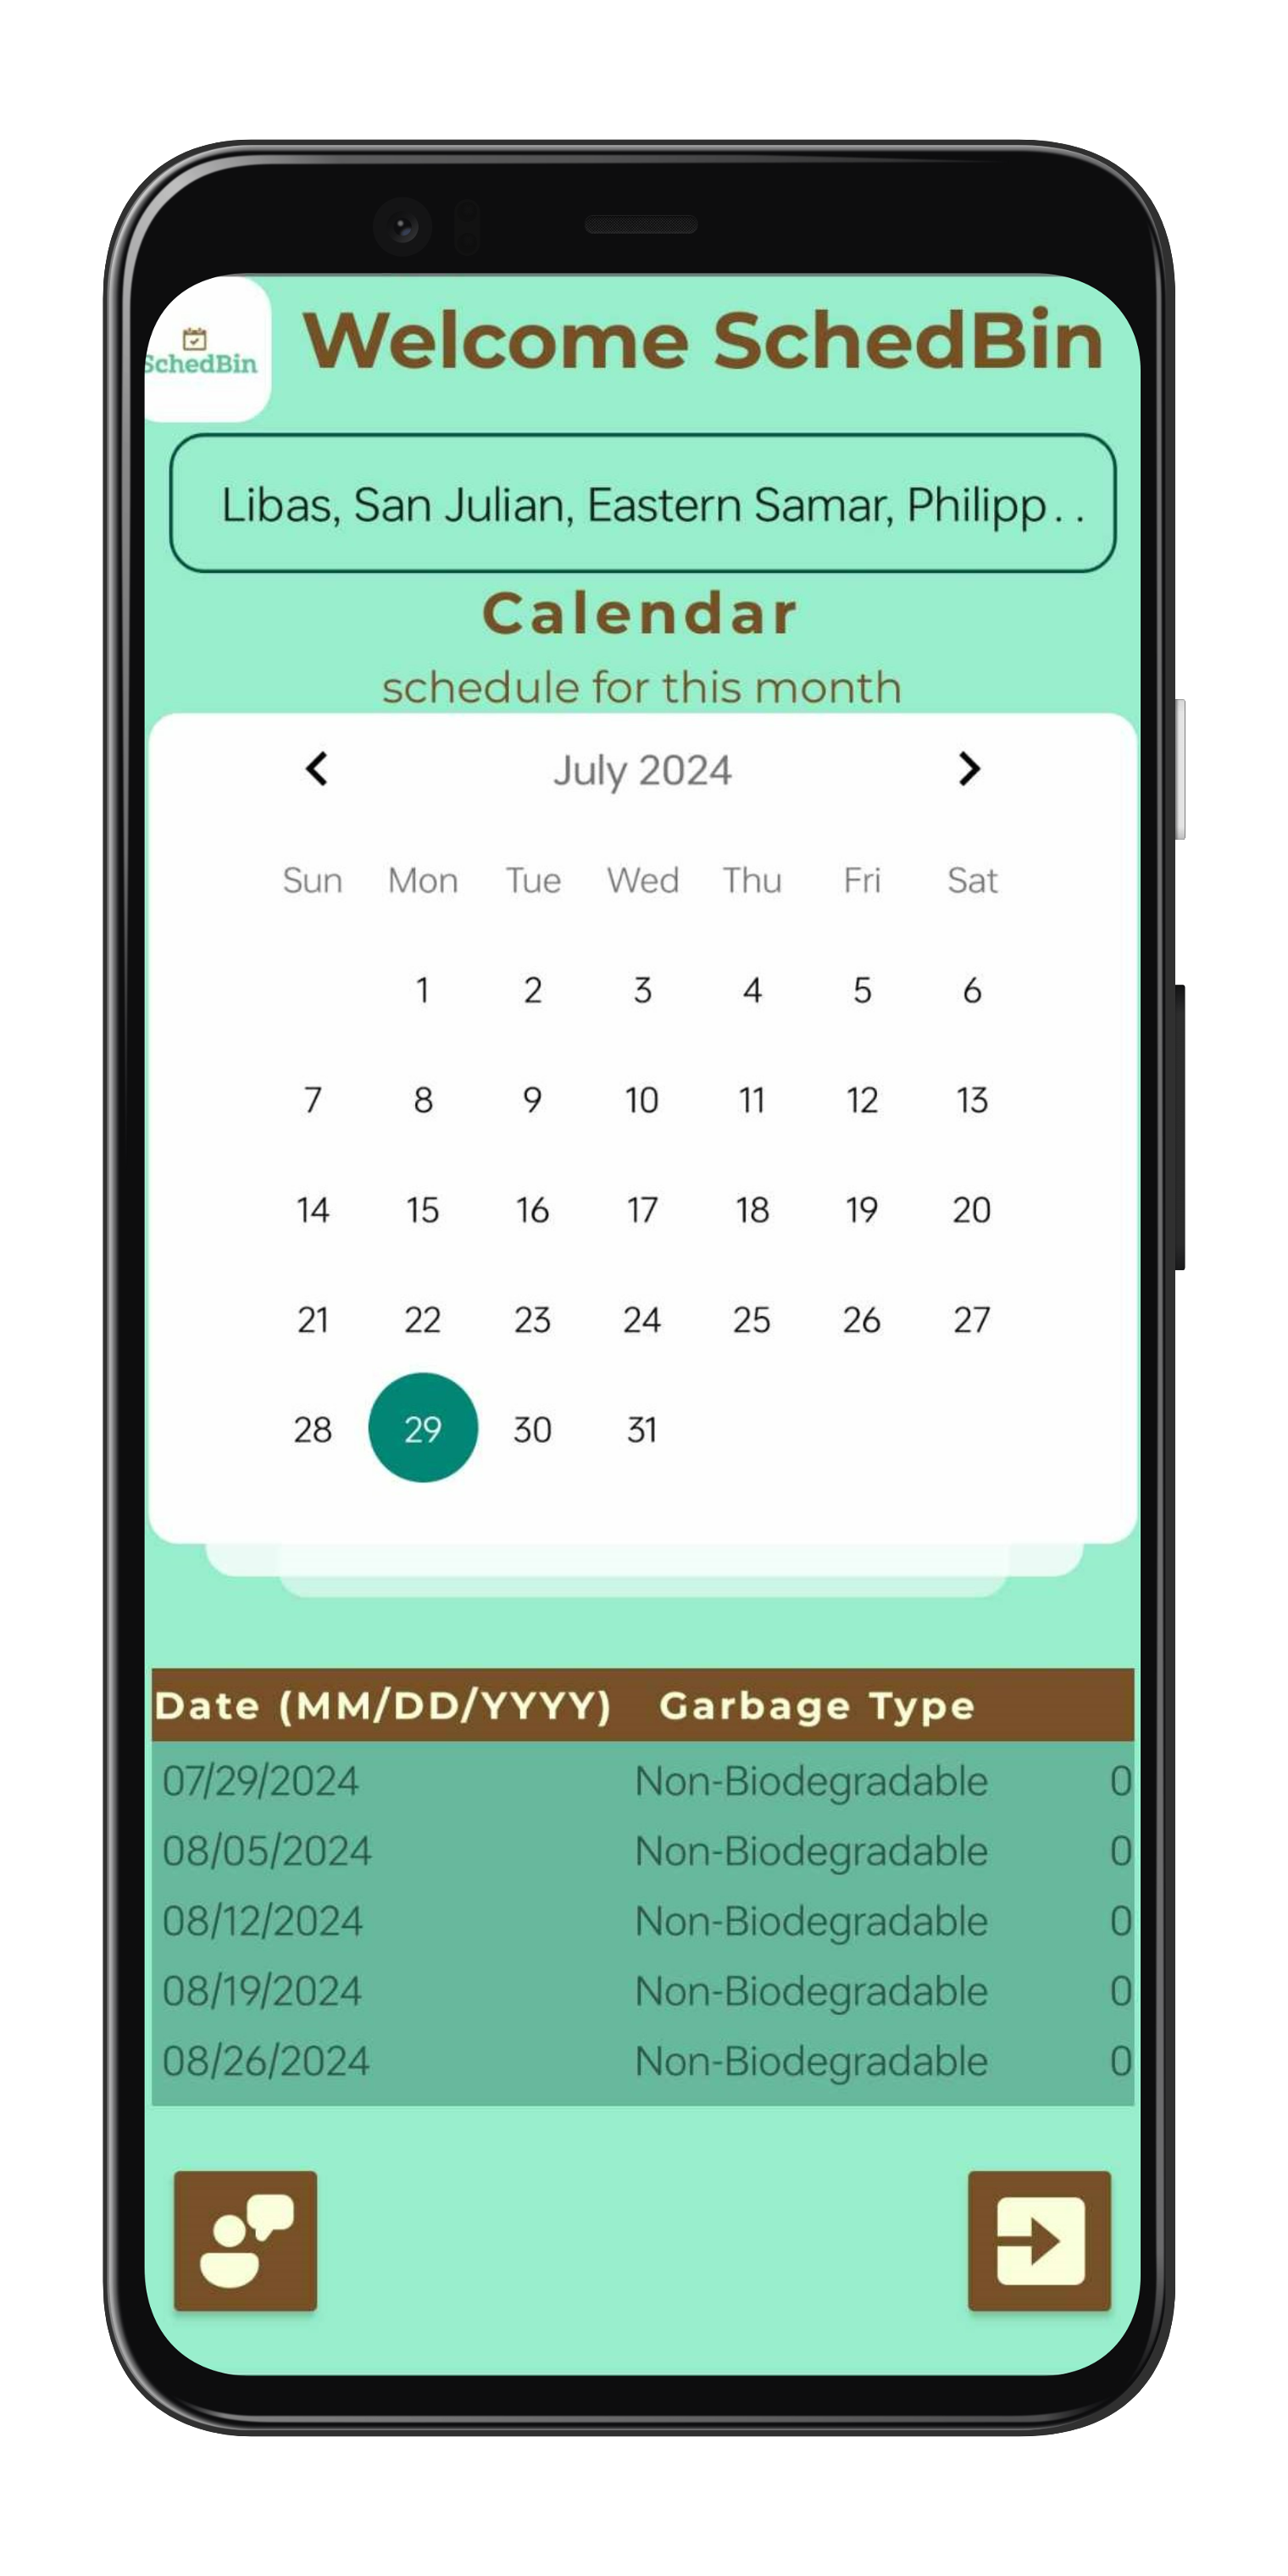 SchedBin
Welcome SchedBin
Libas, San Julian, Eastern Samar, Philipp. .
Calendar
schedule for this month
July 2024
Sun Mon Tue Wed Thu Fri Sat
1 2 3 4 5 6
7 8 9 10 11 12 13
14 15 16 17 18 19 20
21 22 23 24 25 26 27
28 29 30 31
Date (MM/DD/YYYY) Garbage Type
07/29/2024 Non-Biodegradable 0
08/05/2024 Non-Biodegradable 0
08/12/2024 Non-Biodegradable 0
08/19/2024 Non-Biodegradable 0
08/26/2024 Non-Biodegradable 0